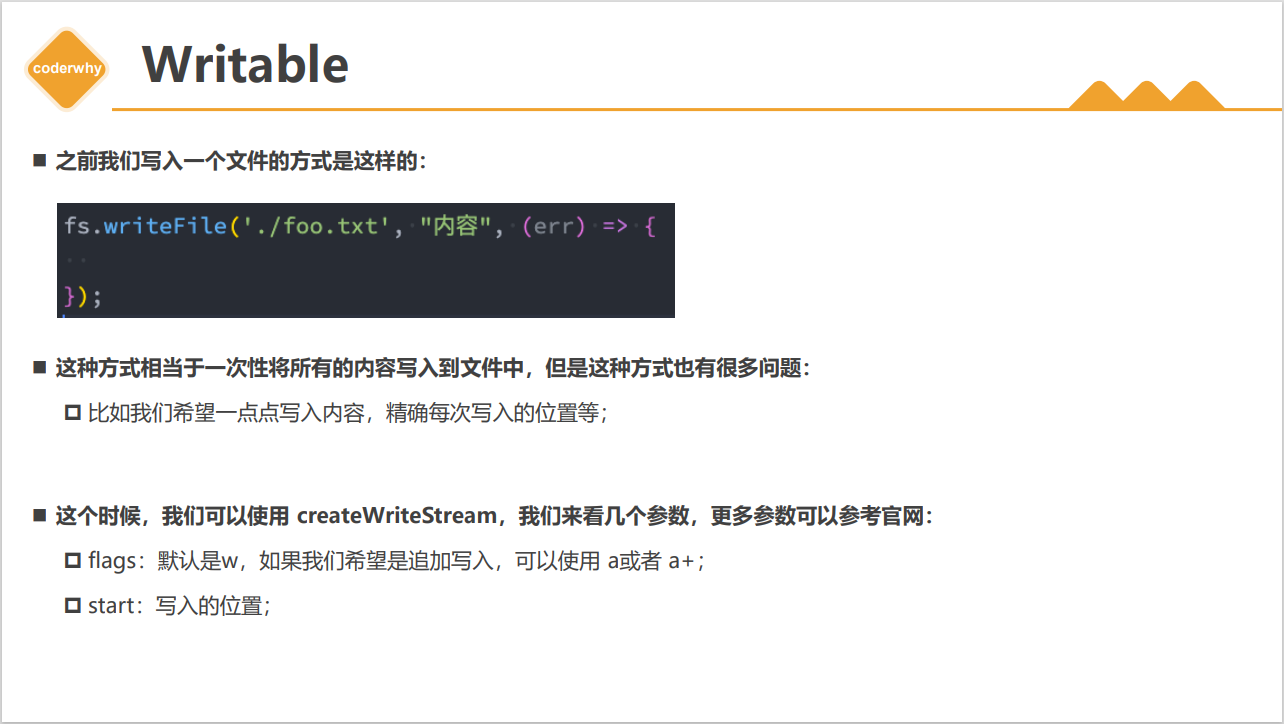 coderwhy
Writable
之前我们写入一个文件的方式是这样的：
fs.writeFile('./foo.txt', "内容", (err) => {
});
这种方式相当于一次性将所有的内容写入到文件中，但是这种方式也有很多问题：
比如我们希望一点点写入内容，精确每次写入的位置等；
这个时候，我们可以使用 createWriteStream，我们来看几个参数，更多参数可以参考官网：
flags：默认是w，如果我们希望是追加写入，可以使用 a或者 a+；
start：写入的位置；